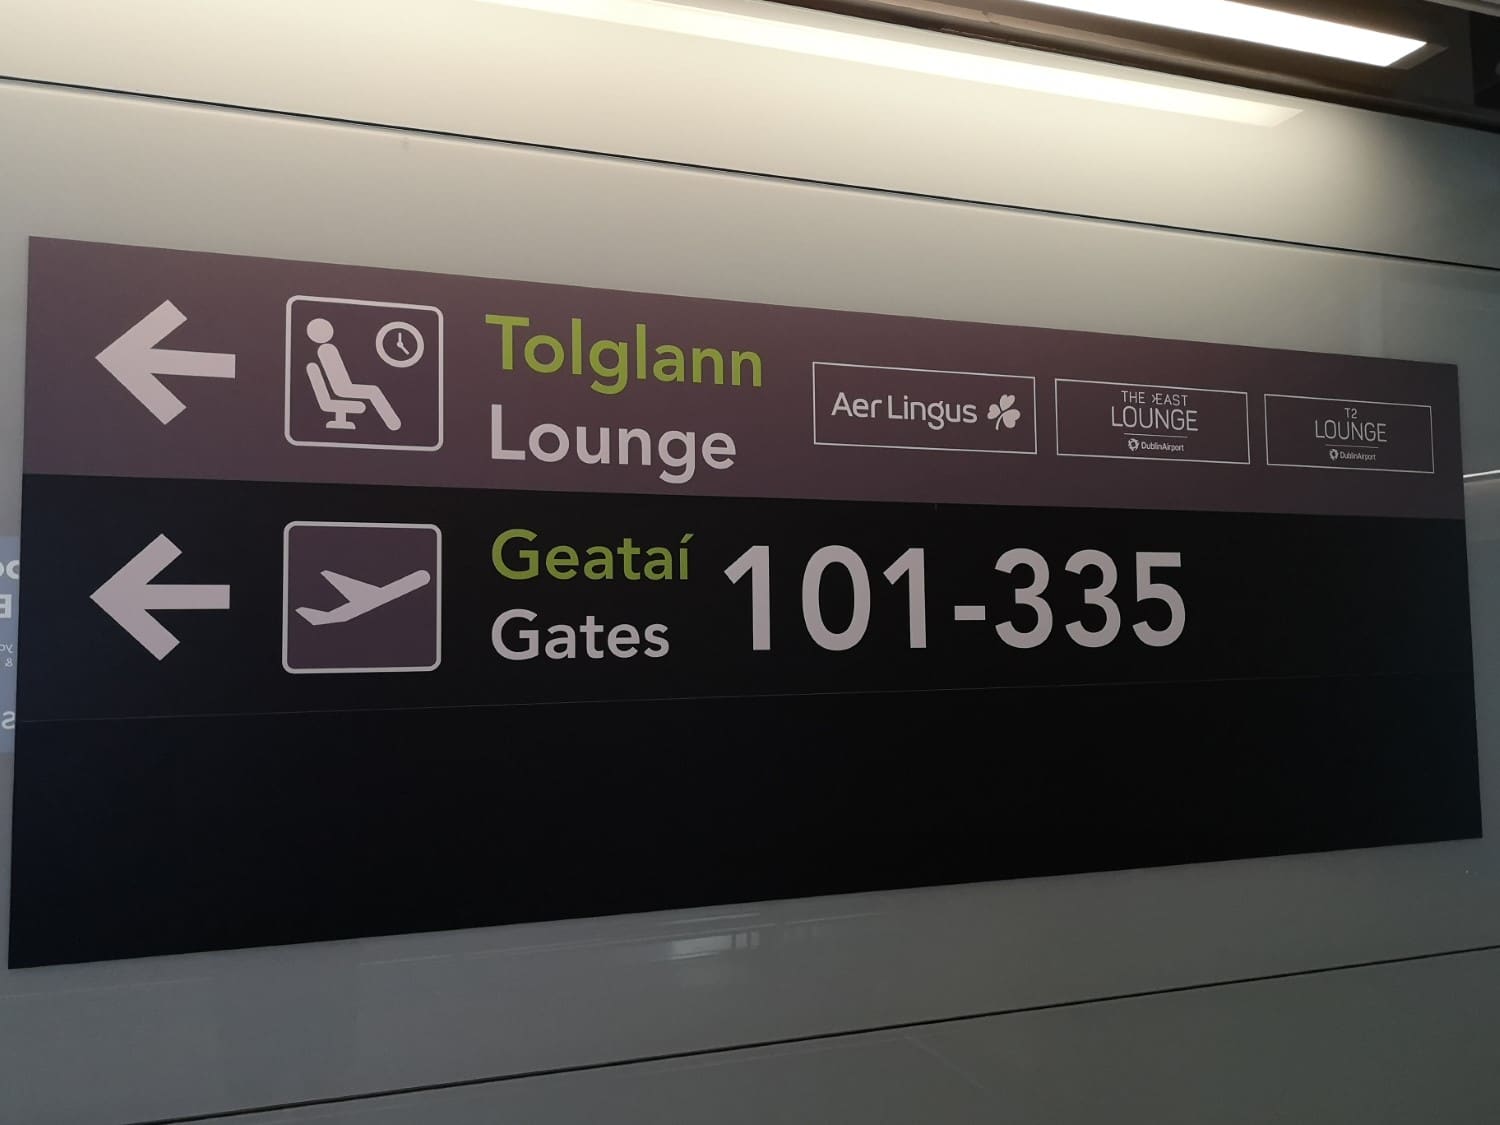 Tolglann
Lounge
Aer Lingus
THE EAST
LOUNGE
DublinAirport
T2
LOUNGE
DublinAirport
Geataí
Gates
101-335